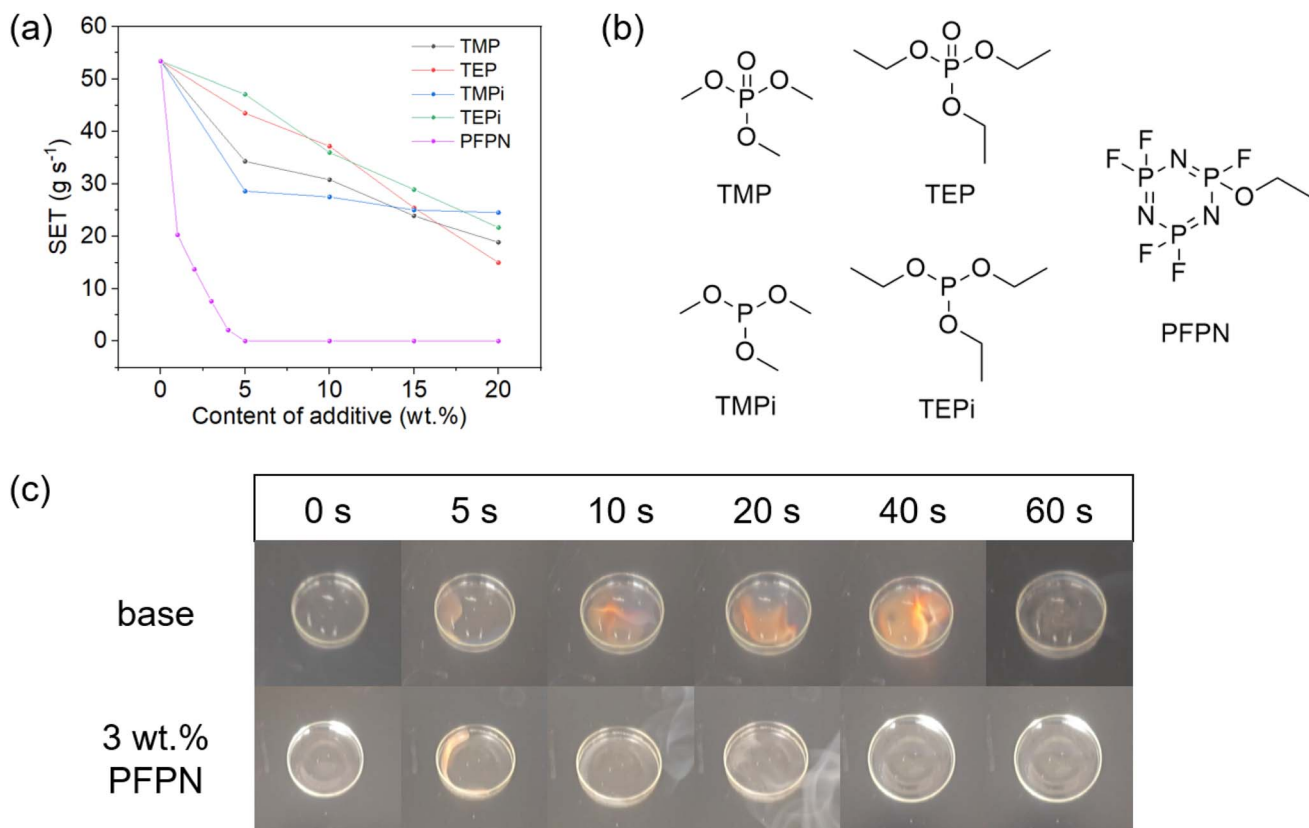 (a)
60
50
40
30
20
10
0
SET (g s⁻¹)
0 5 10 15 20
Content of additive (wt.%)
TMP
TEP
TMPi
TEPi
PFPN
(b)
O
O P O
O
TMP
O
O P O
O
TEP
O P O
O
TMPi
O P O
O
TEPi
F F N F
P P O
N N
P
F F
PFPN
(c)
0 s 5 s 10 s 20 s 40 s 60 s
base
3 wt.%
PFPN